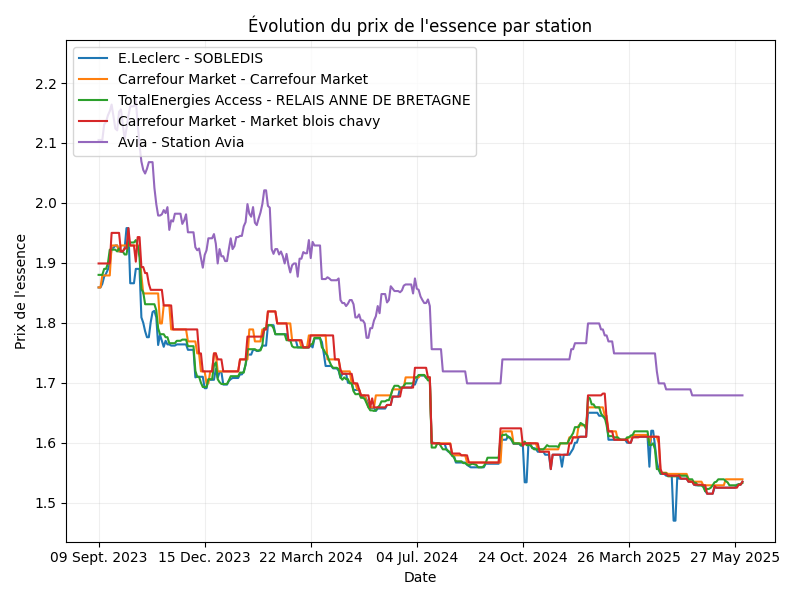 Évolution du prix de l'essence par station
E.Leclerc - SOBLEDIS
Carrefour Market - Carrefour Market
TotalEnergies Access - RELAIS ANNE DE BRETAGNE
Carrefour Market - Market blois chavy
Avia - Station Avia
Prix de l'essence
2.2
2.1
2.0
1.9
1.8
1.7
1.6
1.5
09 Sept. 2023 15 Dec. 2023 22 March 2024 04 Jul. 2024 24 Oct. 2024 26 March 2025 27 May 2025
Date